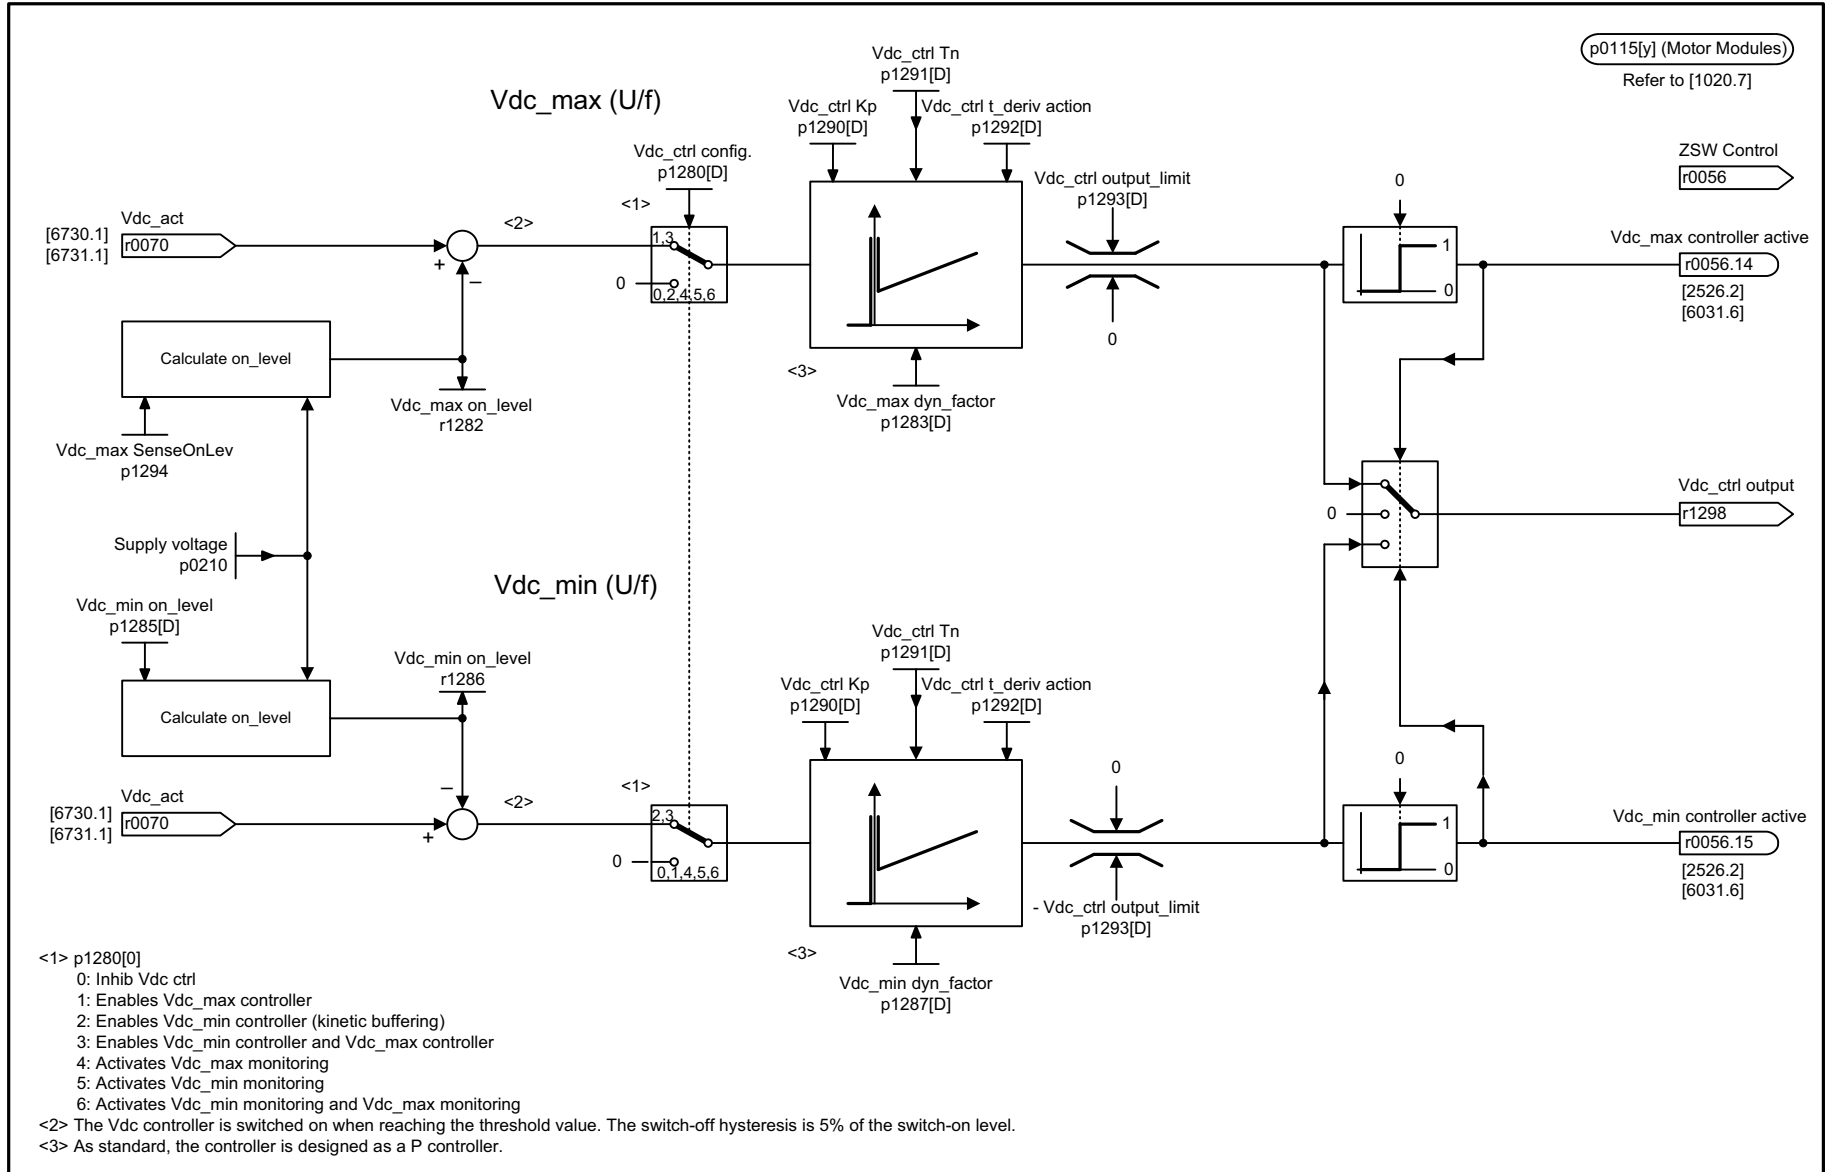 p0115[y] (Motor Modules)
Refer to [1020.7]
Vdc_max (U/f)
Vdc_ctrl Tn
p1291[D]
Vdc_ctrl Kp
p1290[D]
Vdc_ctrl t_deriv action
p1292[D]
Vdc_ctrl config.
p1280[D]
<1>
ZSW Control
r0056
Vdc_ctrl output_limit
p1293[D]
0
Vdc_act
[6730.1]
[6731.1]
r0070
+
–
<2>
1,3
0
0,2,4,5,6
0
1
0
Vdc_max controller active
r0056.14
[2526.2]
[6031.6]
Calculate on_level
Vdc_max on_level
r1282
<3>
Vdc_max dyn_factor
p1283[D]
Vdc_max SenseOnLev
p1294
Vdc_ctrl output
r1298
0
Supply voltage
p0210
Vdc_min (U/f)
Vdc_min on_level
p1285[D]
Vdc_min on_level
r1286
Calculate on_level
Vdc_ctrl Tn
p1291[D]
Vdc_ctrl Kp
p1290[D]
Vdc_ctrl t_deriv action
p1292[D]
0
0
Vdc_act
[6730.1]
[6731.1]
r0070
–
+
<2>
<1>
2,3
0
0,1,4,5,6
1
0
Vdc_min controller active
r0056.15
[2526.2]
[6031.6]
- Vdc_ctrl output_limit
p1293[D]
<3>
Vdc_min dyn_factor
p1287[D]
<1> p1280[0]
0: Inhib Vdc ctrl
1: Enables Vdc_max controller
2: Enables Vdc_min controller (kinetic buffering)
3: Enables Vdc_min controller and Vdc_max controller
4: Activates Vdc_max monitoring
5: Activates Vdc_min monitoring
6: Activates Vdc_min monitoring and Vdc_max monitoring
<2> The Vdc controller is switched on when reaching the threshold value. The switch-off hysteresis is 5% of the switch-on level.
<3> As standard, the controller is designed as a P controller.